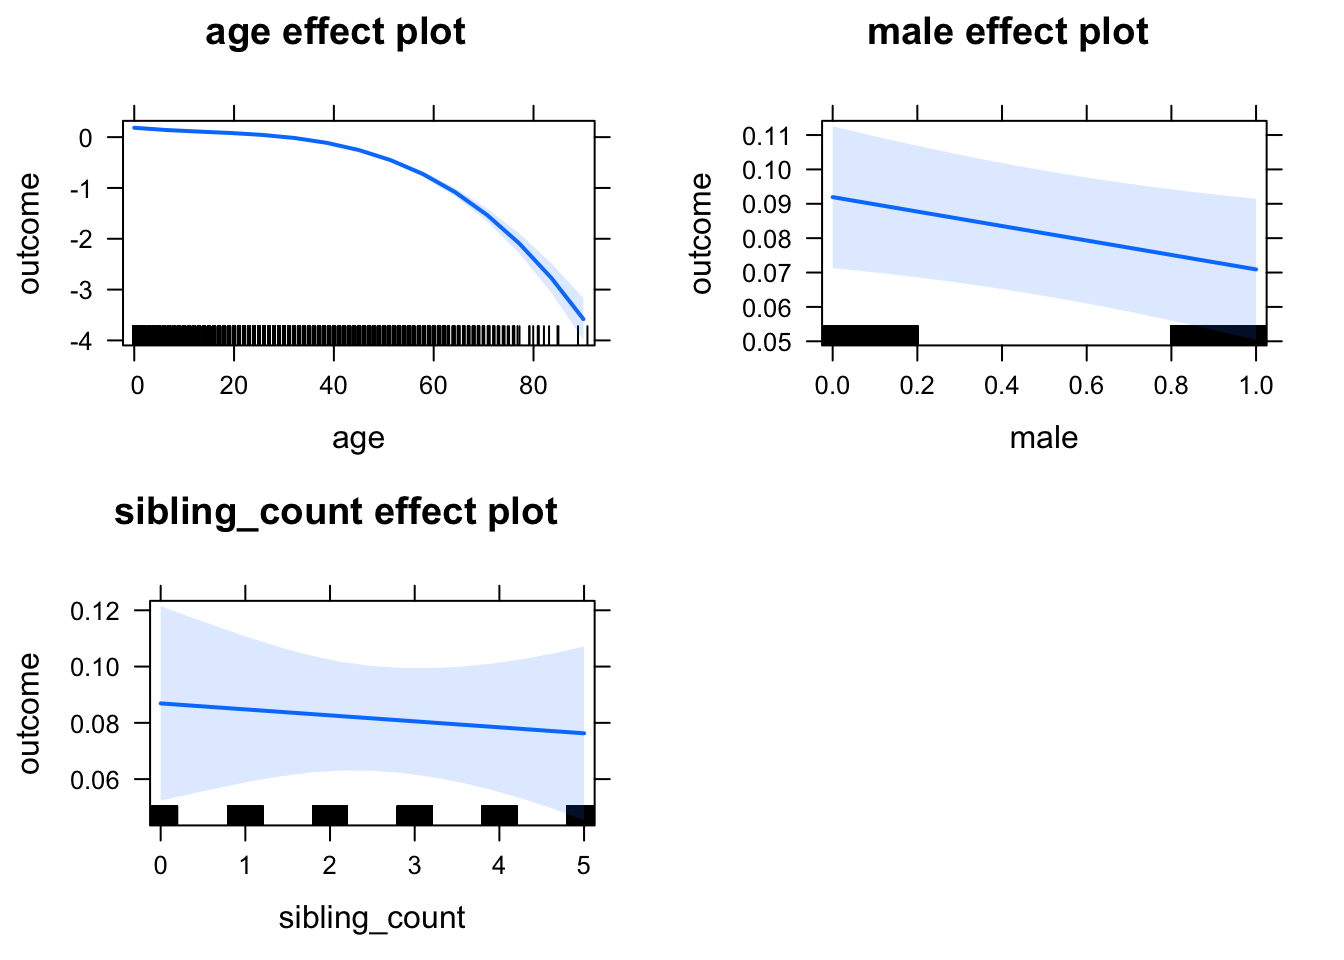 age effect plot
outcome
0
-1
-2
-3
-4
0 20 40 60 80
age
male effect plot
outcome
0.11
0.10
0.09
0.08
0.07
0.06
0.05
0.0 0.2 0.4 0.6 0.8 1.0
male
sibling_count effect plot
outcome
0.12
0.10
0.08
0.06
0 1 2 3 4 5
sibling_count